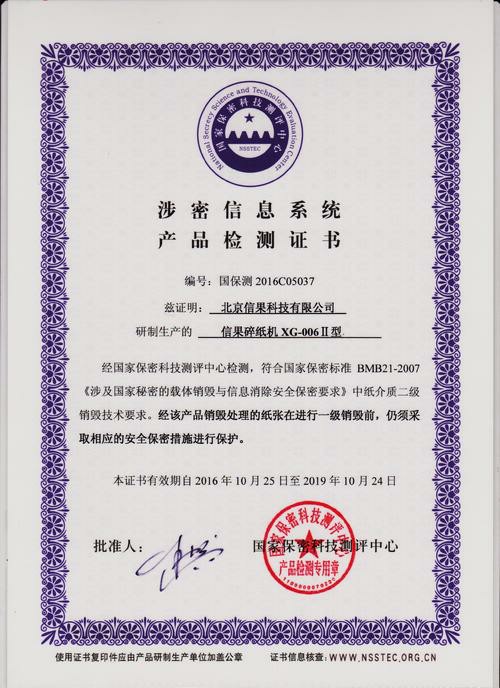 National Secrecy Science and Technology Evaluation Center
国家保密科技测评中心
NSSTEC
涉密信息系统
产品检测证书
编号：国保测 2016C05037
兹证明：北京信果科技有限公司
研制生产的 信果碎纸机 XG-006Ⅱ型
经国家保密科技测评中心检测，符合国家保密标准 BMB21-2007
《涉及国家秘密的载体销毁与信息消除安全保密要求》中纸介质二级
销毁技术要求。经该产品销毁处理的纸张在进行一级销毁前，仍须采
取相应的安全保密措施进行保护。
本证书有效期自 2016 年 10 月 25 日至 2019 年 10 月 24 日
批准人：
国家保密科技测评中心
国家保密科技测评中心
产品检测专用章
使用证书复印件应由产品研制生产单位加盖公章
证书信息核查：WWW.NSSTEC.ORG.CN